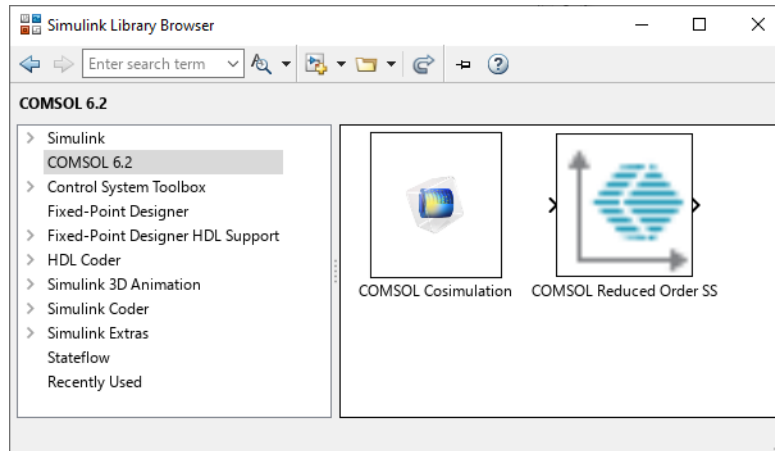 Simulink Library Browser
Enter search term
COMSOL 6.2
Simulink
COMSOL 6.2
Control System Toolbox
Fixed-Point Designer
Fixed-Point Designer HDL Support
HDL Coder
Simulink 3D Animation
Simulink Coder
Simulink Extras
Stateflow
Recently Used
COMSOL Cosimulation
COMSOL Reduced Order SS